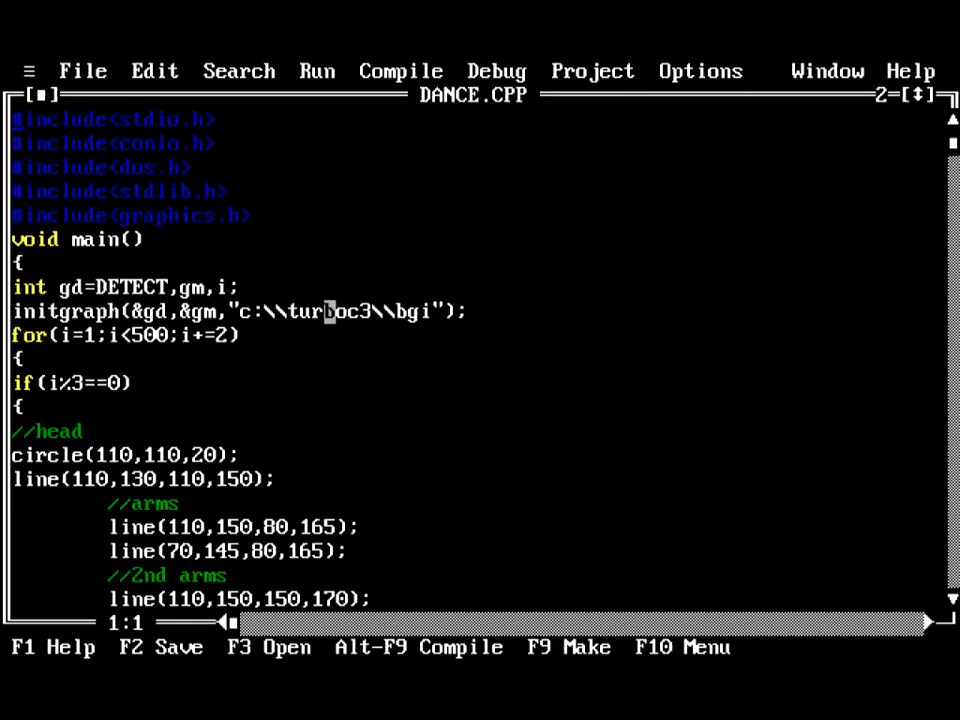 ≡ File Edit Search Run Compile Debug Project Options Window Help
[■] DANCE.CPP 2=[↕]
#include<stdio.h>
#include<conio.h>
#include<dos.h>
#include<stdlib.h>
#include<graphics.h>
void main()
{
int gd=DETECT,gm,i;
initgraph(&gd,&gm,"c:\\turboc3\\bgi");
for(i=1;i<500;i+=2)
{
if(i%3==0)
{
//head
circle(110,110,20);
line(110,130,110,150);
//arms
line(110,150,80,165);
line(70,145,80,165);
//2nd arms
line(110,150,150,170);
1:1
F1 Help F2 Save F3 Open Alt-F9 Compile F9 Make F10 Menu